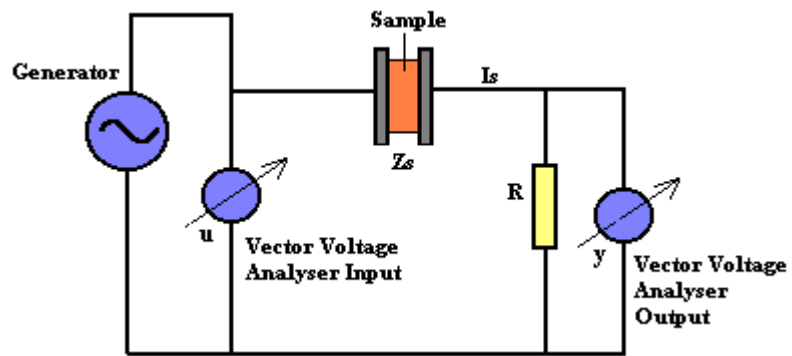 Sample
Generator
Is
Zs
R
u
y
Vector Voltage
Analyser Input
Vector Voltage
Analyser
Output